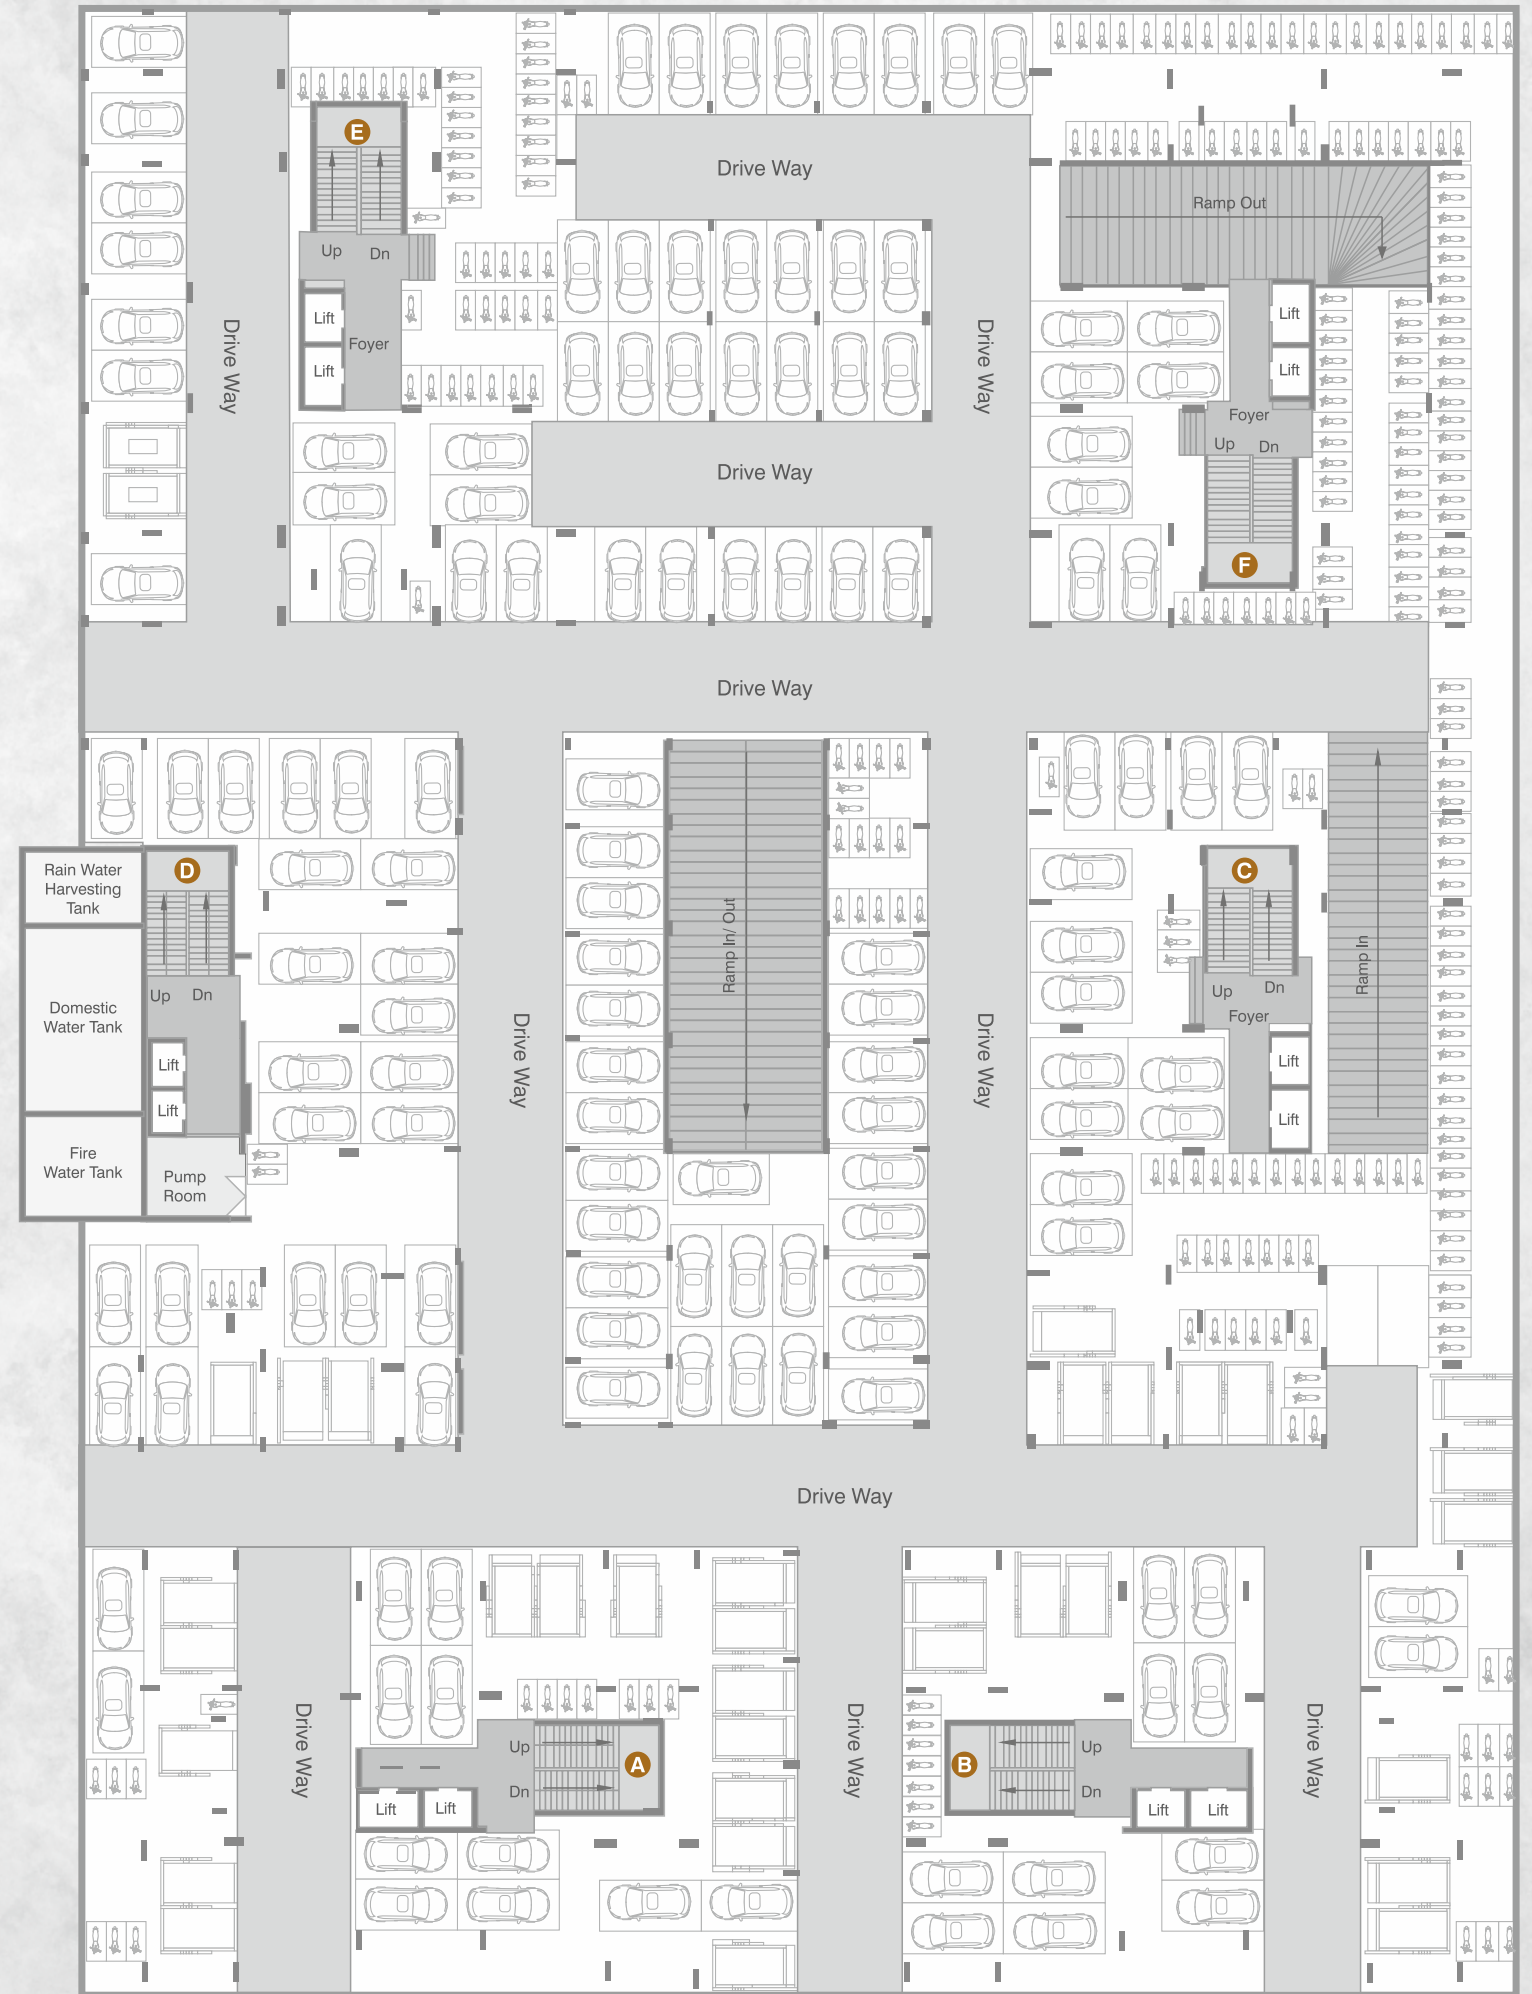 E
Drive Way
Ramp Out
Up
Dn
Lift
Foyer
Lift
Drive Way
Drive Way
Lift
Lift
Foyer
Up
Dn
Drive Way
F
Drive Way
D
Rain Water
Harvesting
Tank
Up
Dn
Domestic
Water Tank
Lift
Lift
Fire
Water Tank
Pump
Room
Drive Way
Ramp In/ Out
Drive Way
C
Up
Dn
Foyer
Lift
Lift
Ramp In
Drive Way
Drive Way
Up
Dn
A
Lift
Lift
Drive Way
B
Up
Dn
Lift
Lift
Drive Way